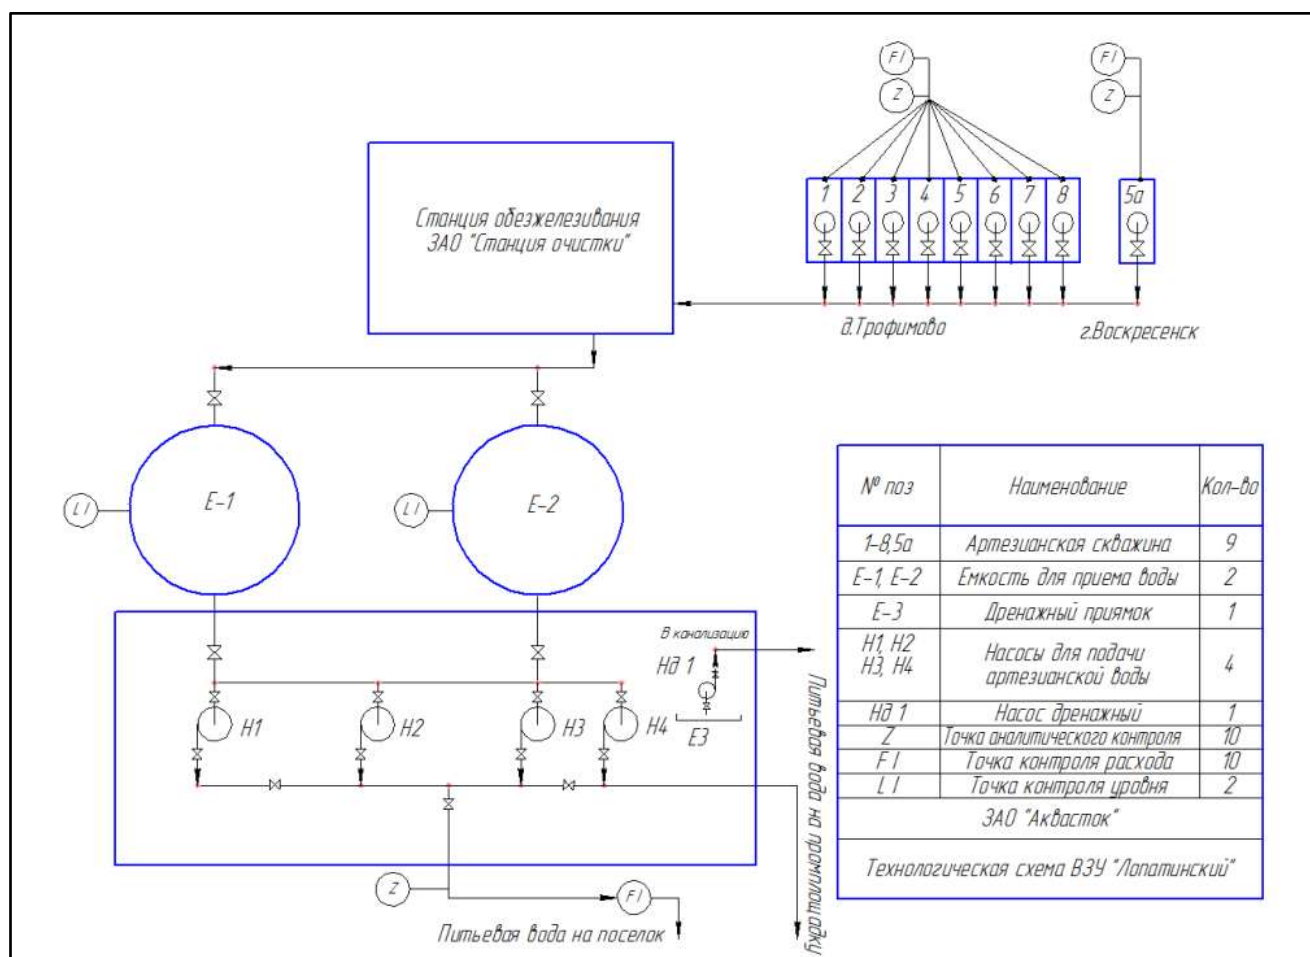 FI
FI
Z
Z
1 2 3 4 5 6 7 8
5а
Станция обезжелезивания
ЗАО "Станция очистки"
д.Трофимово
г.Воскресенск
LI
Е-1
LI
Е-2
В канализацию
Нд 1
Н1
Н2
Н3
Н4
Е3
Питьевая вода на промплощадку
Z
FI
Питьевая вода на поселок
№ поз Наименование Кол-во
1-8,5а Артезианская скважина 9
Е-1, Е-2 Емкость для приема воды 2
Е-3 Дренажный приямок 1
Н1, Н2
Н3, Н4
Насосы для подачи
артезианской воды
4
Нд 1 Насос дренажный 1
Z Точка аналитического контроля 10
FI Точка контроля расхода 10
LI Точка контроля уровня 2
ЗАО "Аквасток"
Технологическая схема ВЗУ "Лопатинский"